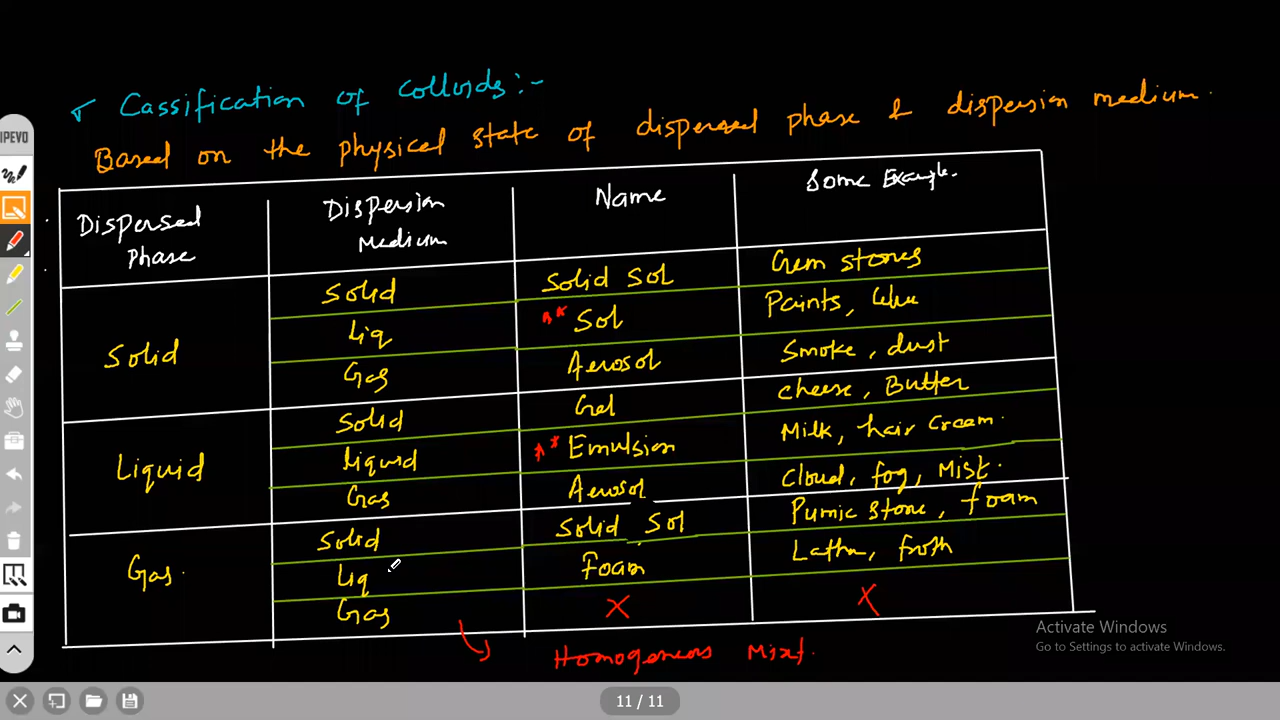 Cassification of Colloids:-
Based on the physical state of dispersed phase & dispersion medium.
IPEVO
Dispersed Phase Dispersion Medium Name Some Example.
Solid Solid Solid Sol Gem stones
Liq ** Sol Paints, Glue
Gas Aerosol Smoke, dust
Liquid Solid Gel Cheese, Butter
Liquid ** Emulsion Milk, hair cream.
Gas Aerosol Cloud, fog, Mist.
Gas. Solid Solid Sol Pumic stone, foam
Liq Foam froth
Gas X X
Homogeneous Mixt.
Activate Windows
Go to Settings to activate Windows.
11 / 11